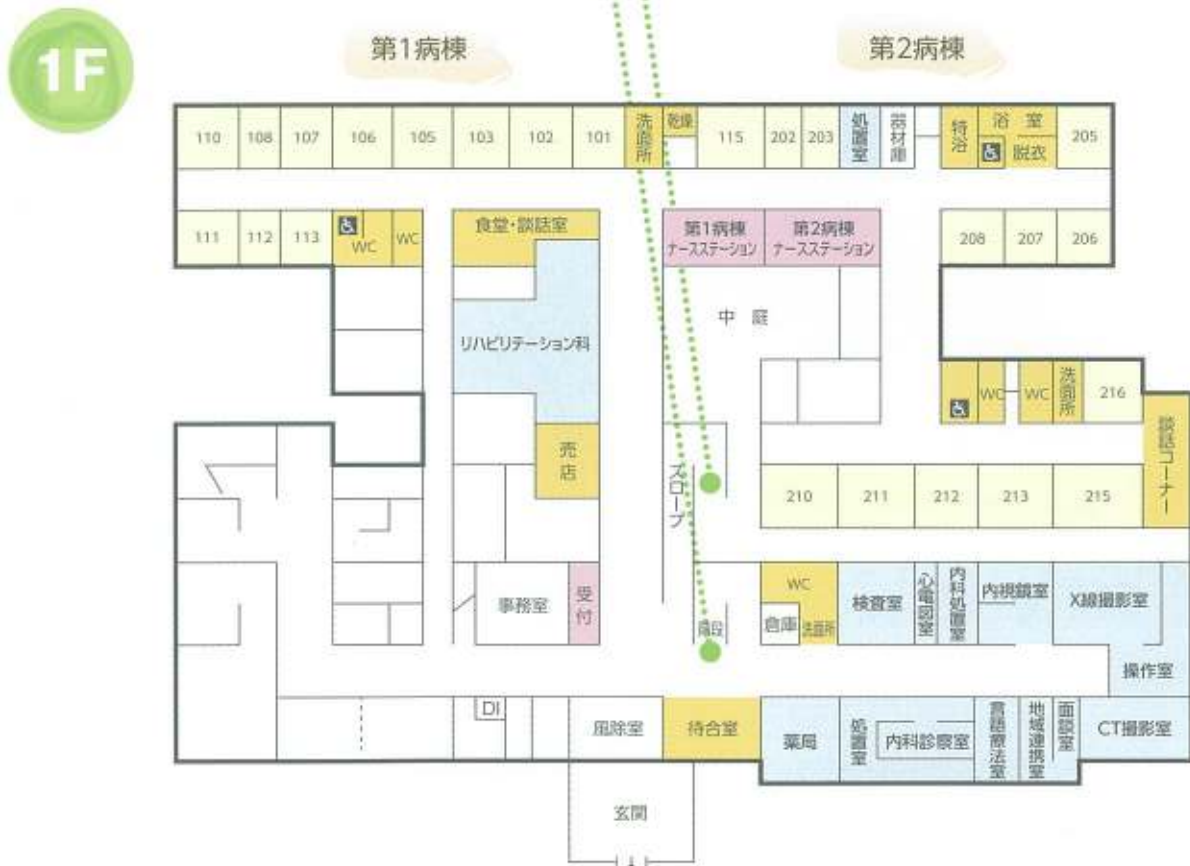 1F
第1病棟
第2病棟
110
108
107
106
105
103
102
101
洗面所
乾燥
115
202
203
処置室
器材庫
特浴
浴室
脱衣
205
111
112
113
WC
WC
食堂・談話室
第1病棟
ナースステーション
第2病棟
ナースステーション
208
207
206
中庭
リハビリテーション科
WC
WC
洗面所
216
談話コーナー
売店
スロープ
210
211
212
213
215
事務室
受付
階段
WC
倉庫
洗面所
検査室
心電図室
内科処置室
内視鏡室
X線撮影室
操作室
DI
風除室
待合室
薬局
処置室
内科診察室
言語療法室
地域連携室
面談室
CT撮影室
玄関